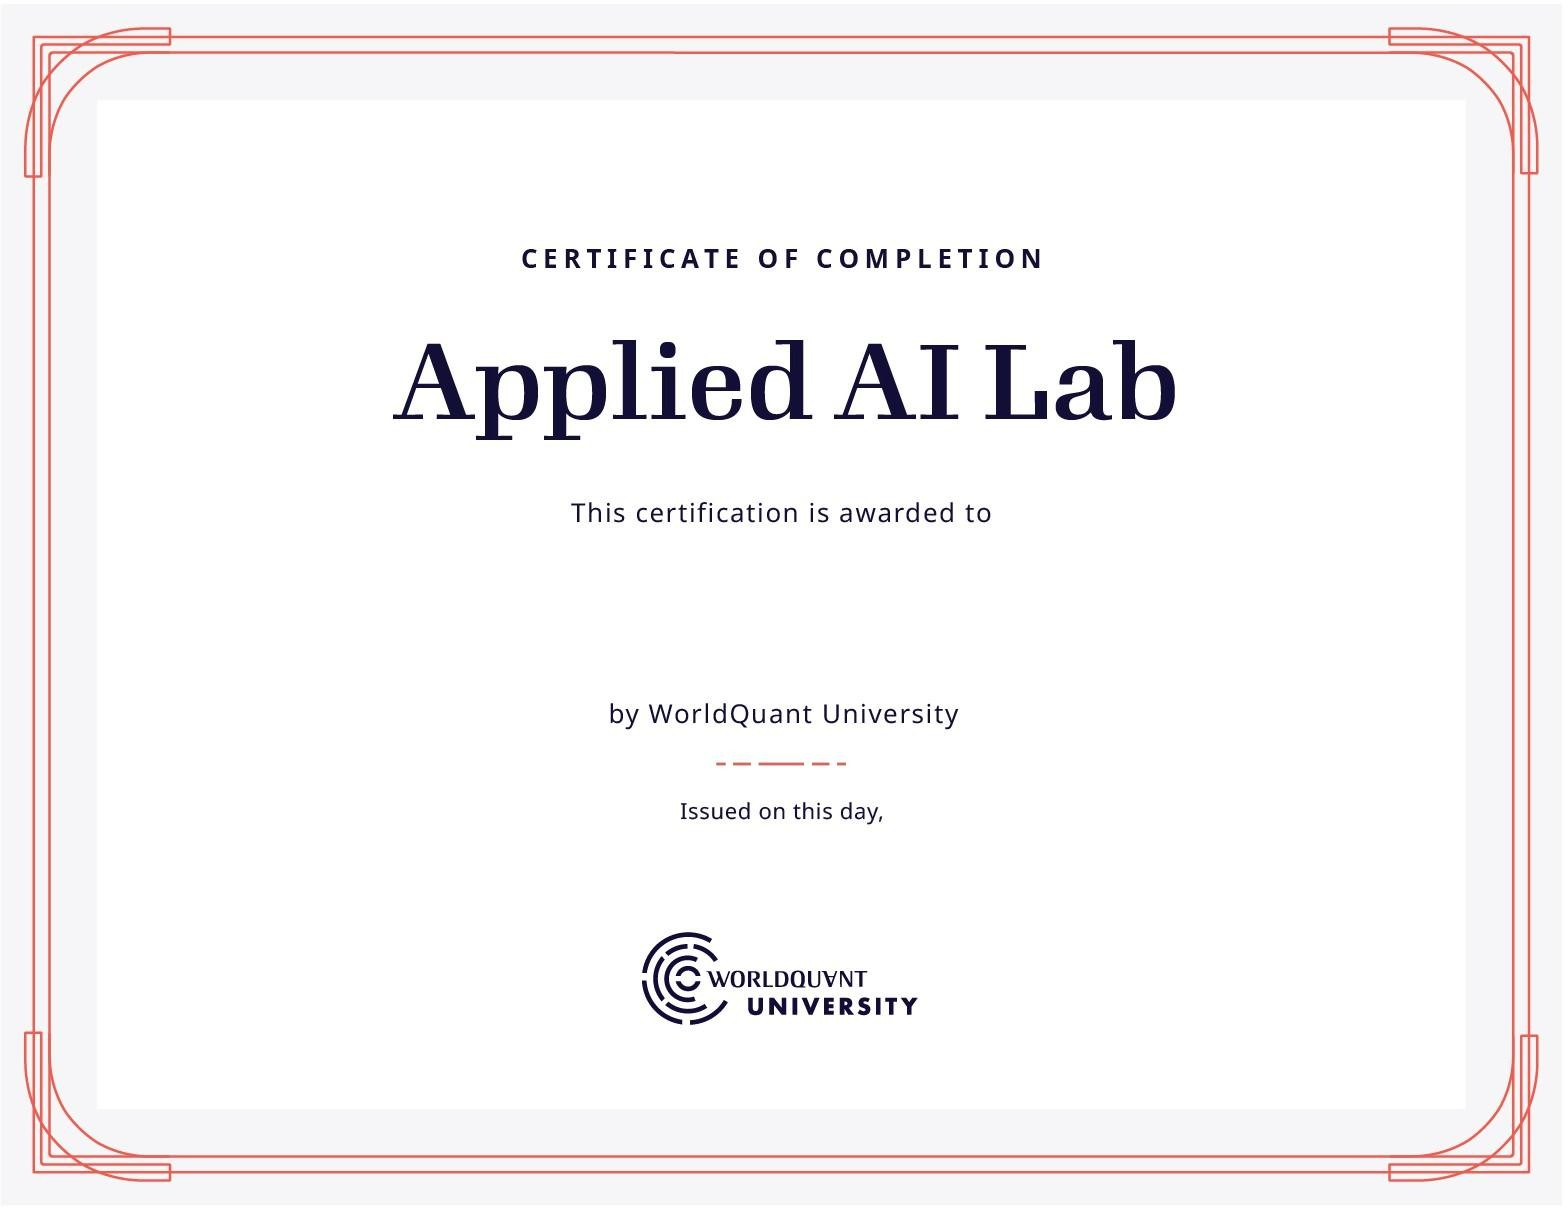 CERTIFICATE OF COMPLETION
Applied AI Lab
This certification is awarded to
by WorldQuant University
Issued on this day,
WORLDQUANT
UNIVERSITY